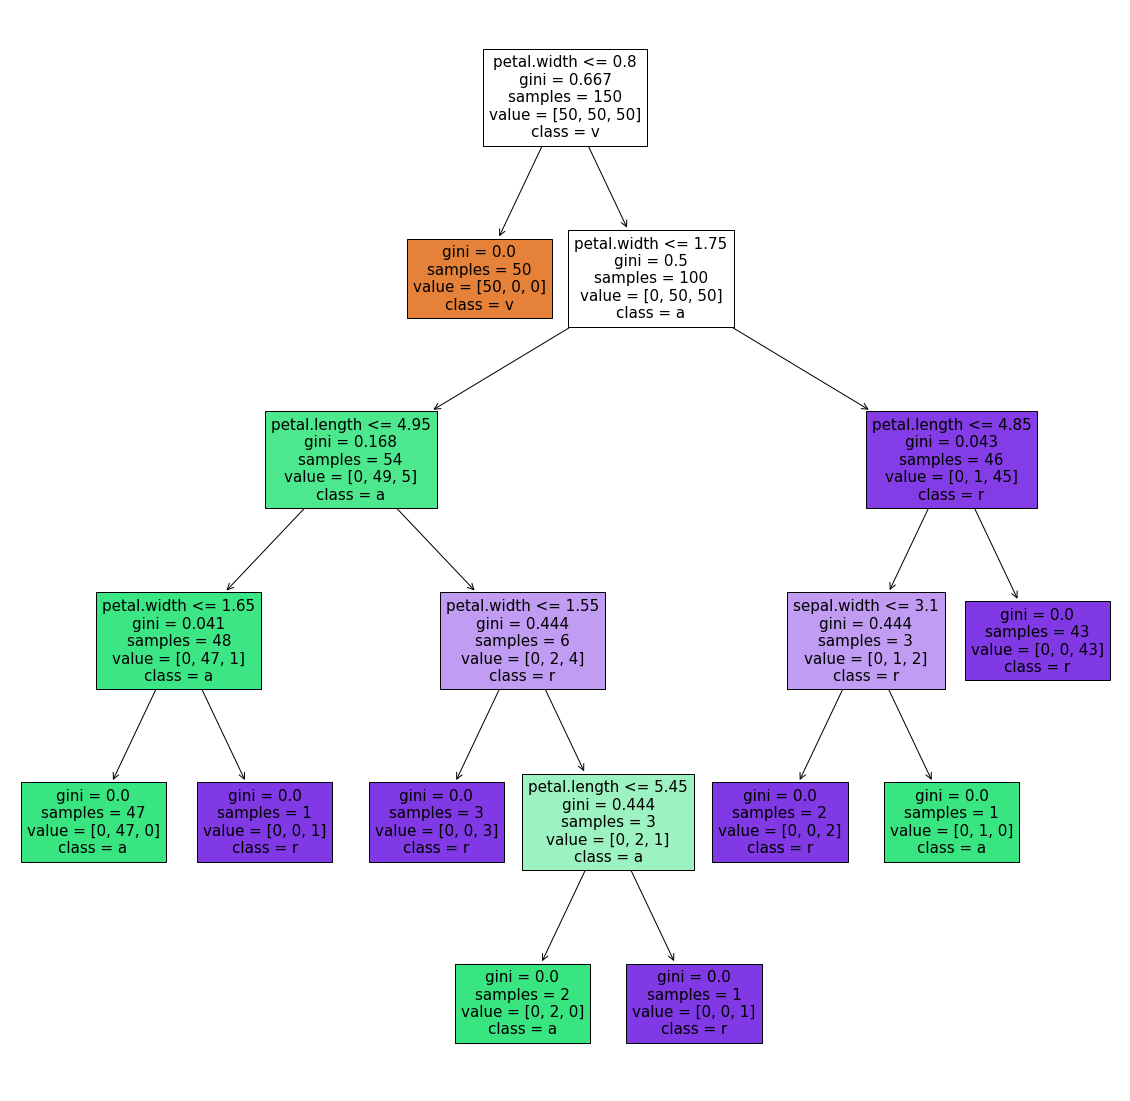 petal.width <= 0.8
gini = 0.667
samples = 150
value = [50, 50, 50]
class = v
gini = 0.0
samples = 50
value = [50, 0, 0]
class = v
petal.width <= 1.75
gini = 0.5
samples = 100
value = [0, 50, 50]
class = a
petal.length <= 4.95
gini = 0.168
samples = 54
value = [0, 49, 5]
class = a
petal.length <= 4.85
gini = 0.043
samples = 46
value = [0, 1, 45]
class = r
petal.width <= 1.65
gini = 0.041
samples = 48
value = [0, 47, 1]
class = a
petal.width <= 1.55
gini = 0.444
samples = 6
value = [0, 2, 4]
class = r
sepal.width <= 3.1
gini = 0.444
samples = 3
value = [0, 1, 2]
class = r
gini = 0.0
samples = 43
value = [0, 0, 43]
class = r
gini = 0.0
samples = 47
value = [0, 47, 0]
class = a
gini = 0.0
samples = 1
value = [0, 0, 1]
class = r
gini = 0.0
samples = 3
value = [0, 0, 3]
class = r
petal.length <= 5.45
gini = 0.444
samples = 3
value = [0, 2, 1]
class = a
gini = 0.0
samples = 2
value = [0, 0, 2]
class = r
gini = 0.0
samples = 1
value = [0, 1, 0]
class = a
gini = 0.0
samples = 2
value = [0, 2, 0]
class = a
gini = 0.0
samples = 1
value = [0, 0, 1]
class = r